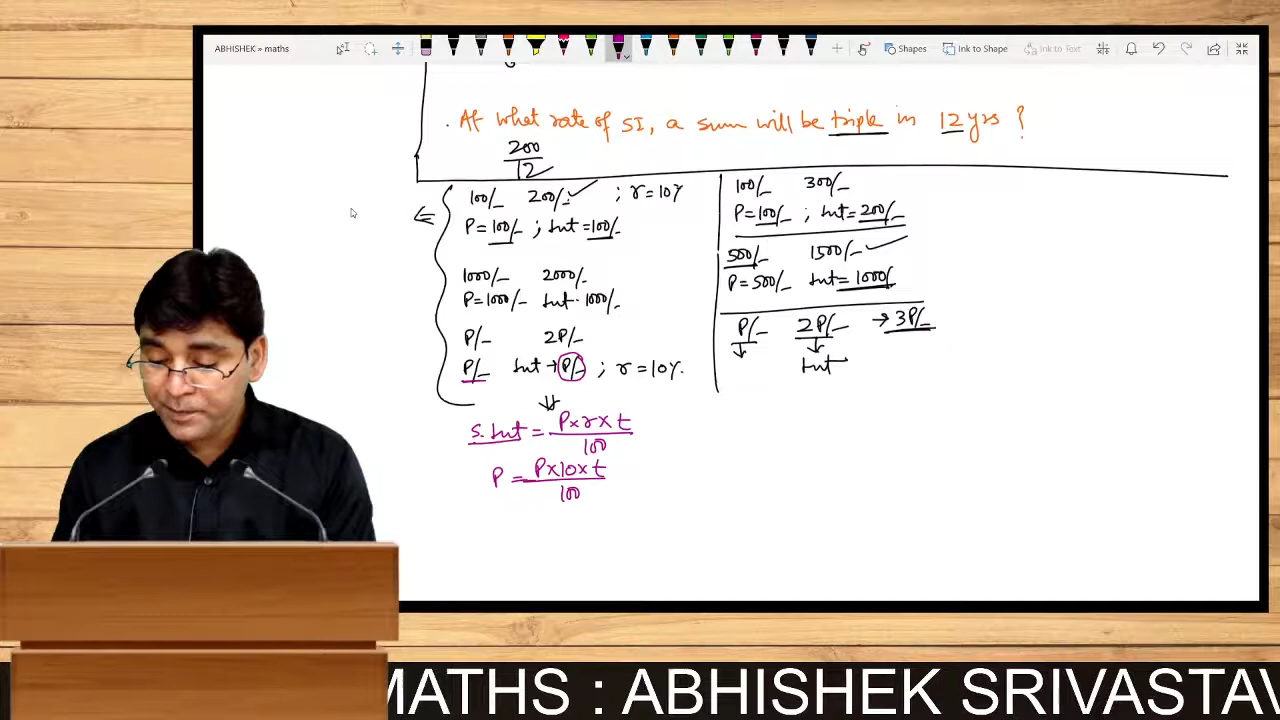 ABHISHEK » maths
Shapes
Ink to Shape
Ink to Text
At what rate of SI, a sum will be triple in 12 yrs ?
200
12
100/- 200/- ; r = 10%
P = 100/- ; Int = 100/-
1000/- 2000/-
P = 1000/- Int · 1000/-
P/- 2P/-
P/- Int → P/- ; r = 10%.
S. Int = P × r × t
100
P = P × 10 × t
100
100/- 300/-
P = 100/- ; Int = 200/-
500/- 1500/-
P = 500/- Int = 1000/-
P/- 2P/- → 3P/-
Int
MATHS : ABHISHEK SRIVASTAV